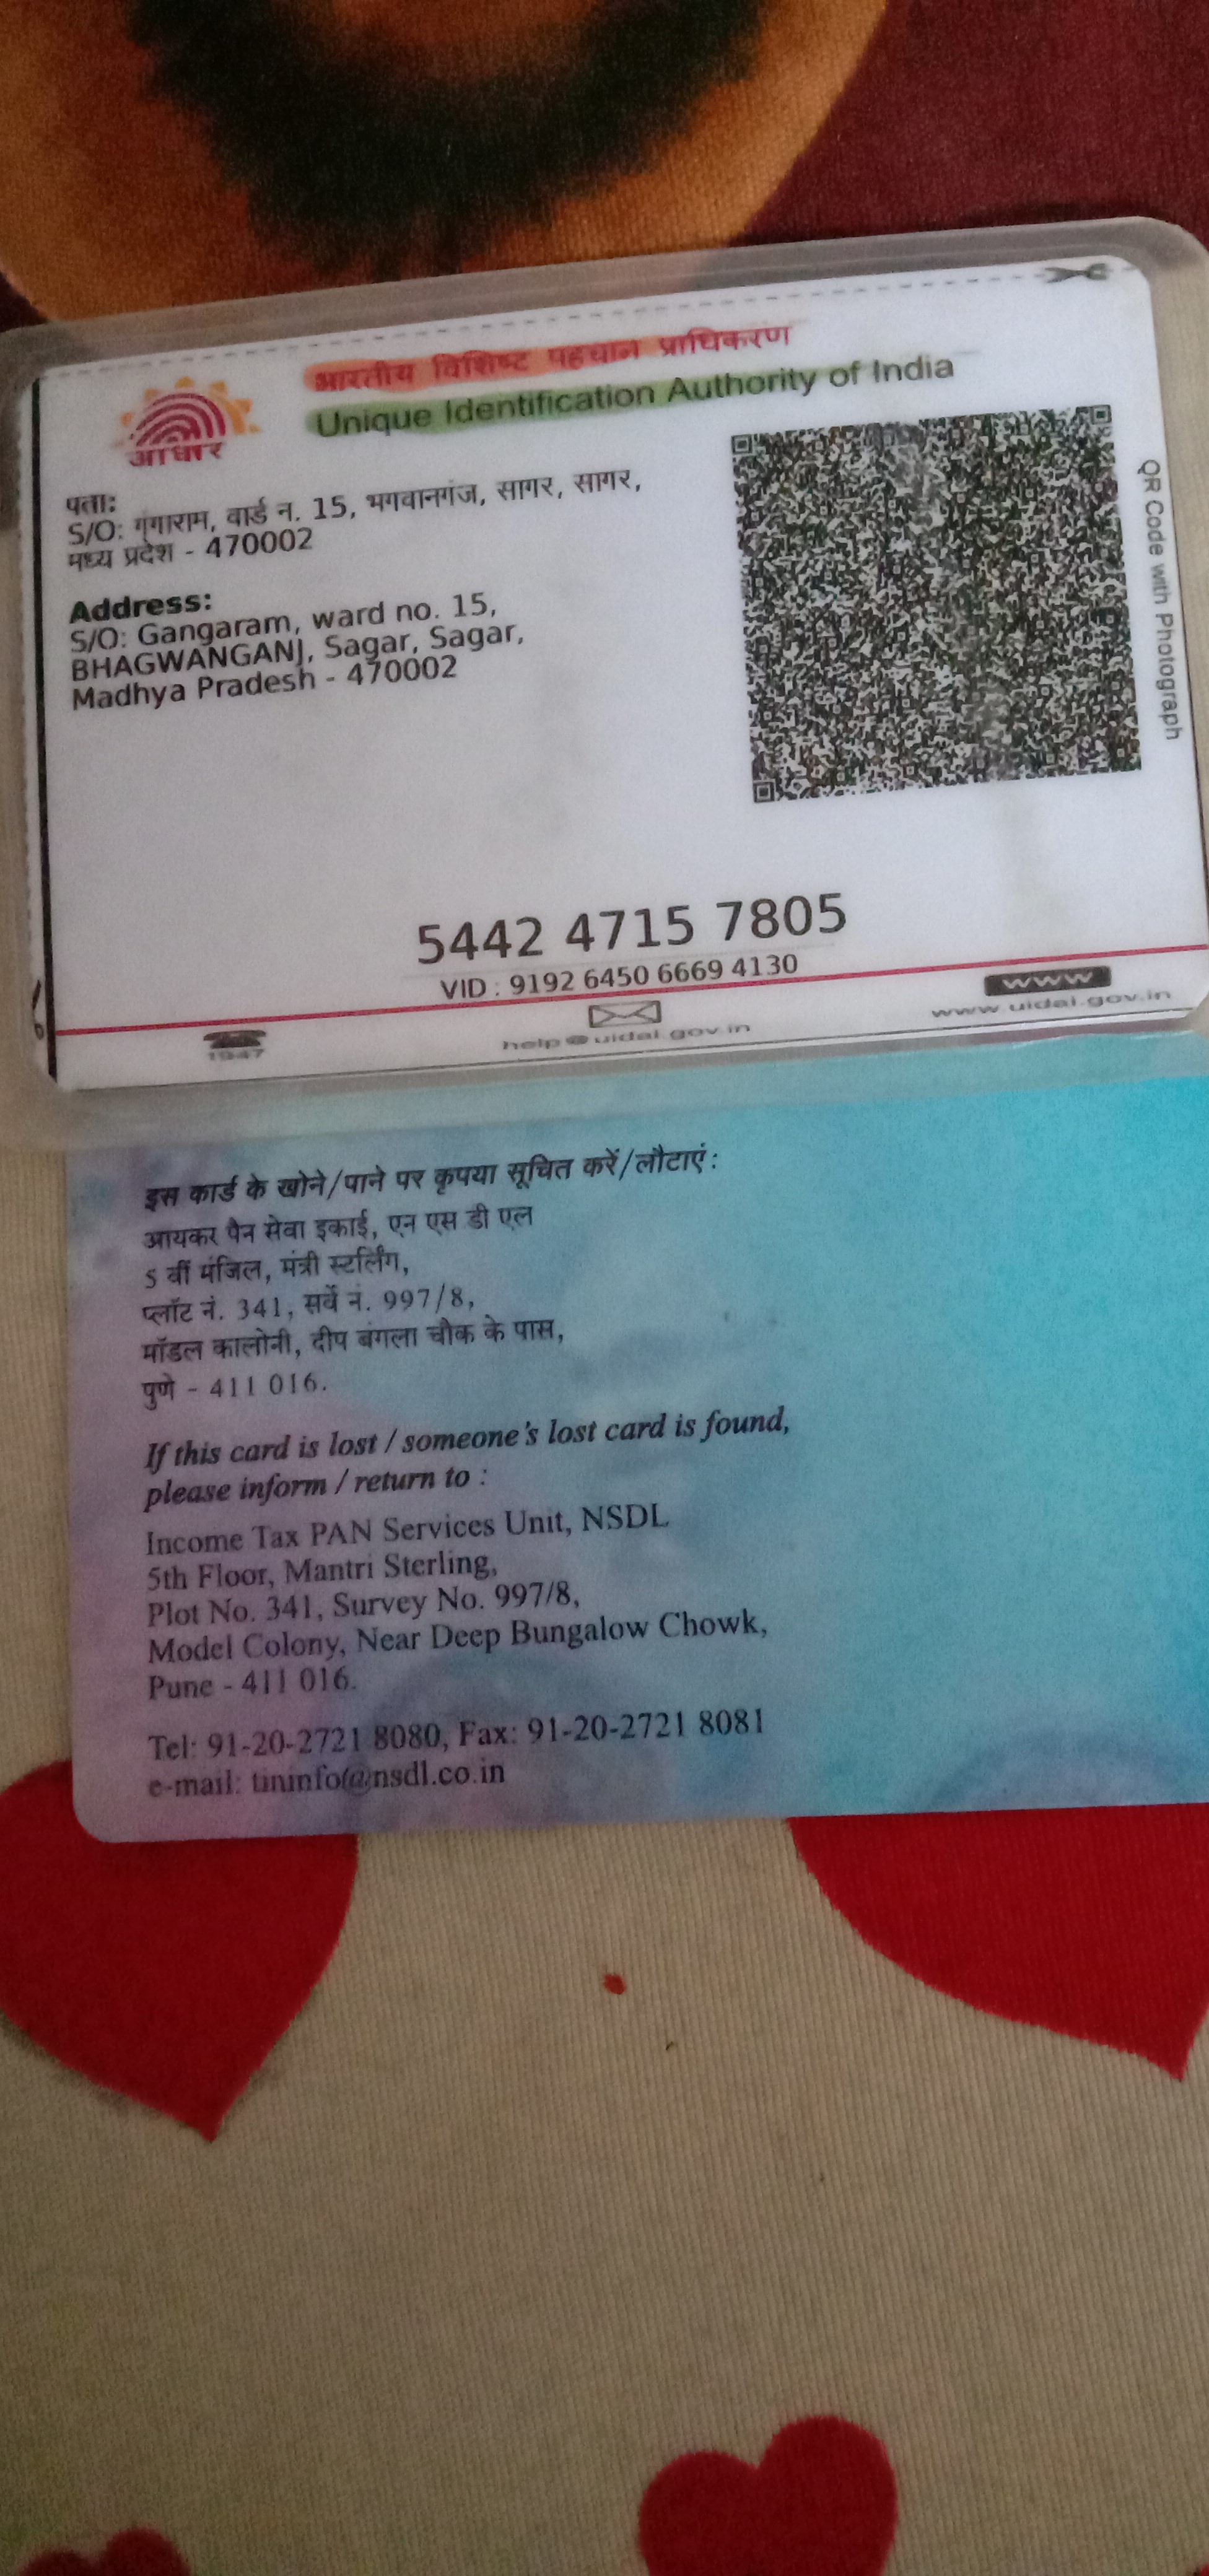 भारतीय विशिष्ट पहचान प्राधिकरण
Unique Identification Authority of India
आधार
पता:
S/O: गंगाराम, वार्ड न. 15, भगवानगंज, सागर, सागर,
मध्य प्रदेश - 470002
Address:
S/O: Gangaram, ward no. 15,
BHAGWANGANJ, Sagar, Sagar,
Madhya Pradesh - 470002
QR Code with Photograph
5442 4715 7805
VID : 9192 6450 6669 4130
1947
help@uidai.gov.in
www
www.uidai.gov.in
इस कार्ड के खोने/पाने पर कृपया सूचित करें/लौटाएं :
आयकर पैन सेवा इकाई, एन एस डी एल
5 वीं मंजिल, मंत्री स्टर्लिंग,
प्लॉट नं. 341, सर्वे नं. 997/8,
मॉडल कालोनी, दीप बंगला चौक के पास,
पुणे - 411 016.
If this card is lost / someone's lost card is found,
please inform / return to :
Income Tax PAN Services Unit, NSDL
5th Floor, Mantri Sterling,
Plot No. 341, Survey No. 997/8,
Model Colony, Near Deep Bungalow Chowk,
Pune - 411 016.
Tel: 91-20-2721 8080, Fax: 91-20-2721 8081
e-mail: tininfo@nsdl.co.in